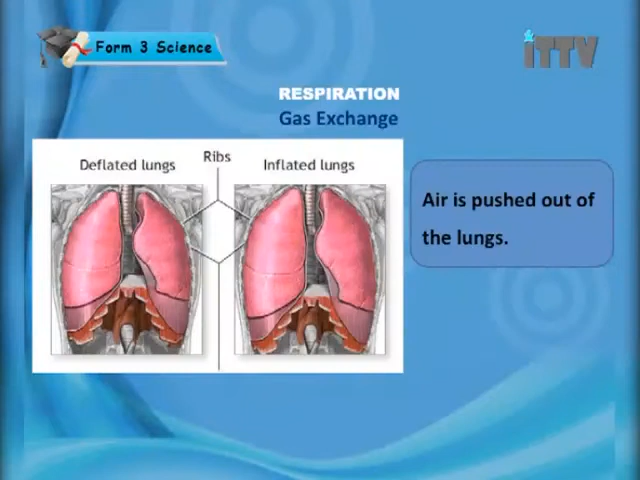 Form 3 Science
iTTV
RESPIRATION
Gas Exchange
Deflated lungs
Ribs
Inflated lungs
Air is pushed out of
the lungs.